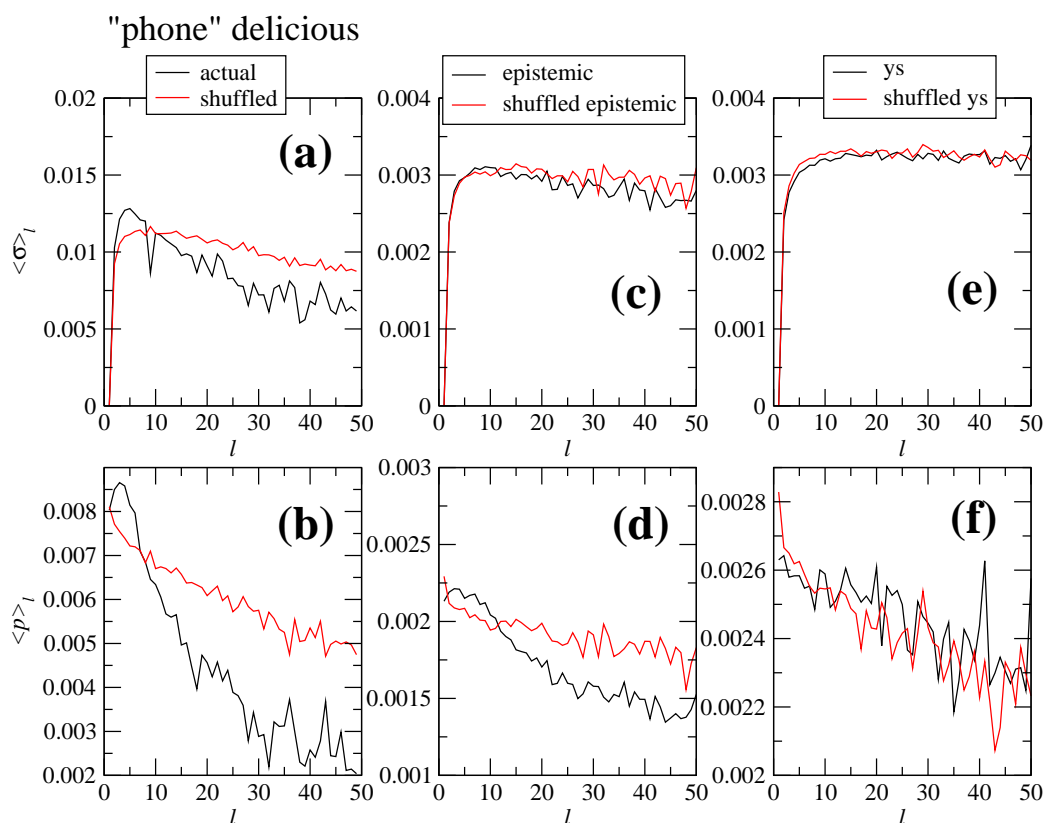 "phone" delicious
actual
shuffled
epistemic
shuffled epistemic
ys
shuffled ys
<σ>l
0.02
0.015
0.01
0.005
0
(a)
0 10 20 30 40 50
l
0.004
0.003
0.002
0.001
0
(c)
0 10 20 30 40 50
l
0.004
0.003
0.002
0.001
0
(e)
0 10 20 30 40 50
l
<p>l
0.008
0.007
0.006
0.005
0.004
0.003
0.002
(b)
0 10 20 30 40 50
l
0.003
0.0025
0.002
0.0015
0.001
(d)
0 10 20 30 40 50
l
0.0028
0.0026
0.0024
0.0022
0.002
(f)
0 10 20 30 40 50
l